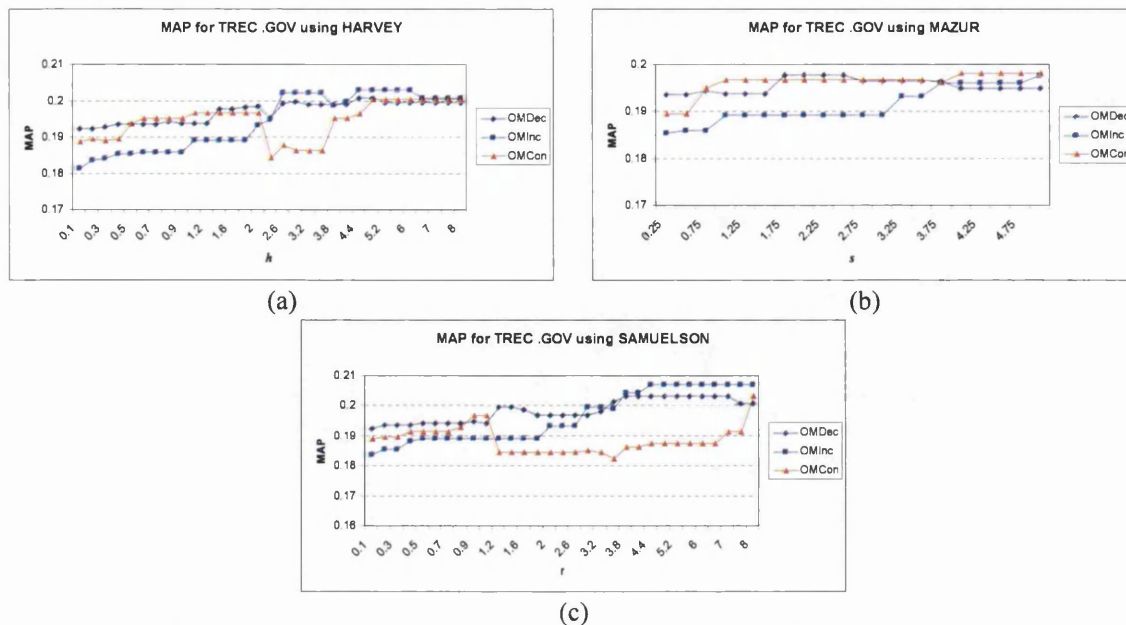 MAP for TREC .GOV using HARVEY
MAP
0.21
0.2
0.19
0.18
0.17
0.1
0.3
0.5
0.7
0.9
1.2
1.6
2
2.6
3.2
3.8
4.4
5.2
6
7
8
h
OMDec
OMInc
OMCon
(a)
MAP for TREC .GOV using MAZUR
MAP
0.2
0.19
0.18
0.17
0.25
0.75
1.25
1.75
2.25
2.75
3.25
3.75
4.25
4.75
s
OMDec
OMInc
OMCon
(b)
MAP for TREC .GOV using SAMUELSON
MAP
0.21
0.2
0.19
0.18
0.17
0.16
0.1
0.3
0.5
0.7
0.9
1.2
1.6
2
2.6
3.2
3.8
4.4
5.2
6
7
8
r
OMDec
OMInc
OMCon
(c)